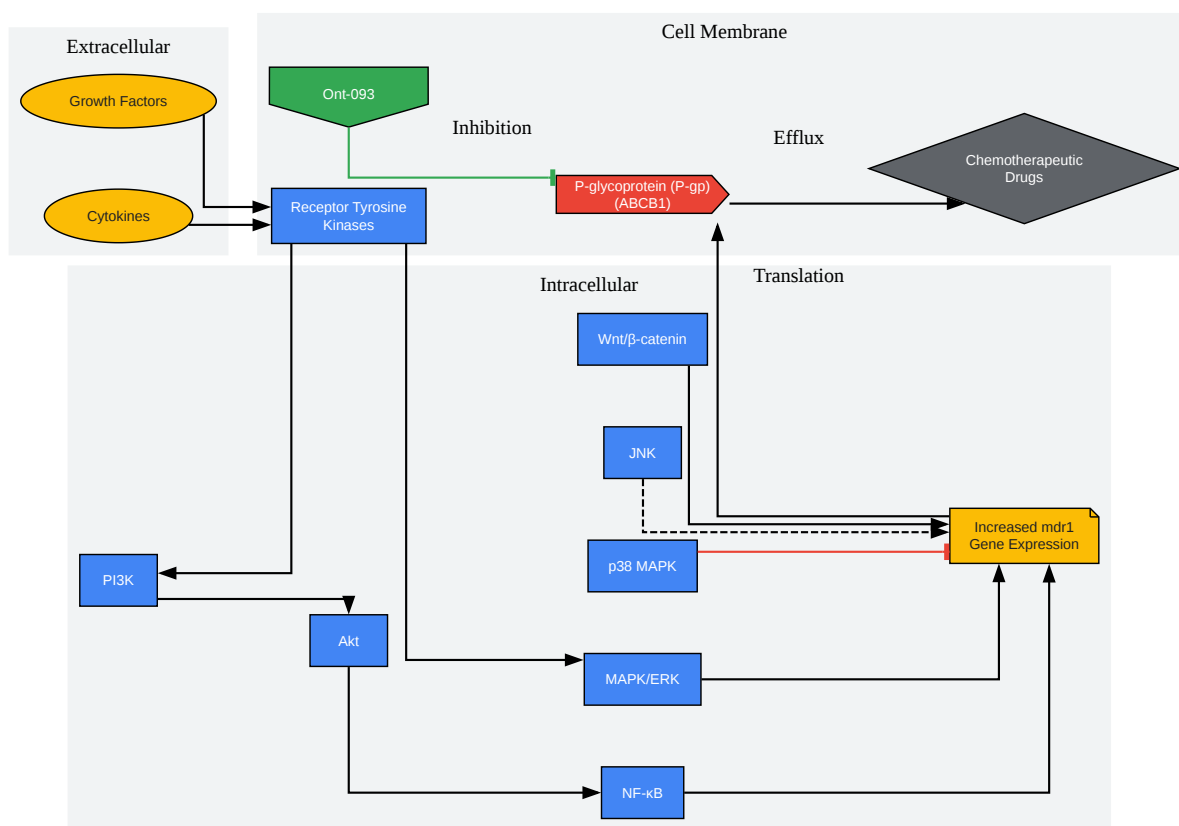 Cell Membrane
Extracellular
Ont-093
Growth Factors
Inhibition
Efflux
Chemotherapeutic
Drugs
P-glycoprotein (P-gp)
(ABCB1)
Cytokines
Receptor Tyrosine
Kinases
Translation
Intracellular
Wnt/β-catenin
JNK
Increased mdr1
Gene Expression
p38 MAPK
PI3K
Akt
MAPK/ERK
NF-κB